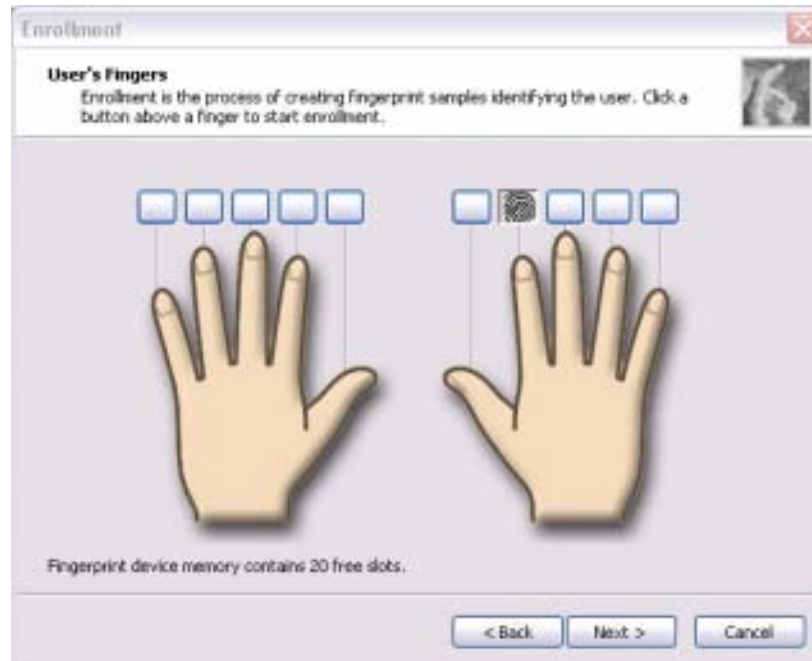 Enrollment
User's Fingers
Enrollment is the process of creating fingerprint samples identifying the user. Click a
button above a finger to start enrollment.
Fingerprint device memory contains 20 free slots.
< Back
Next >
Cancel